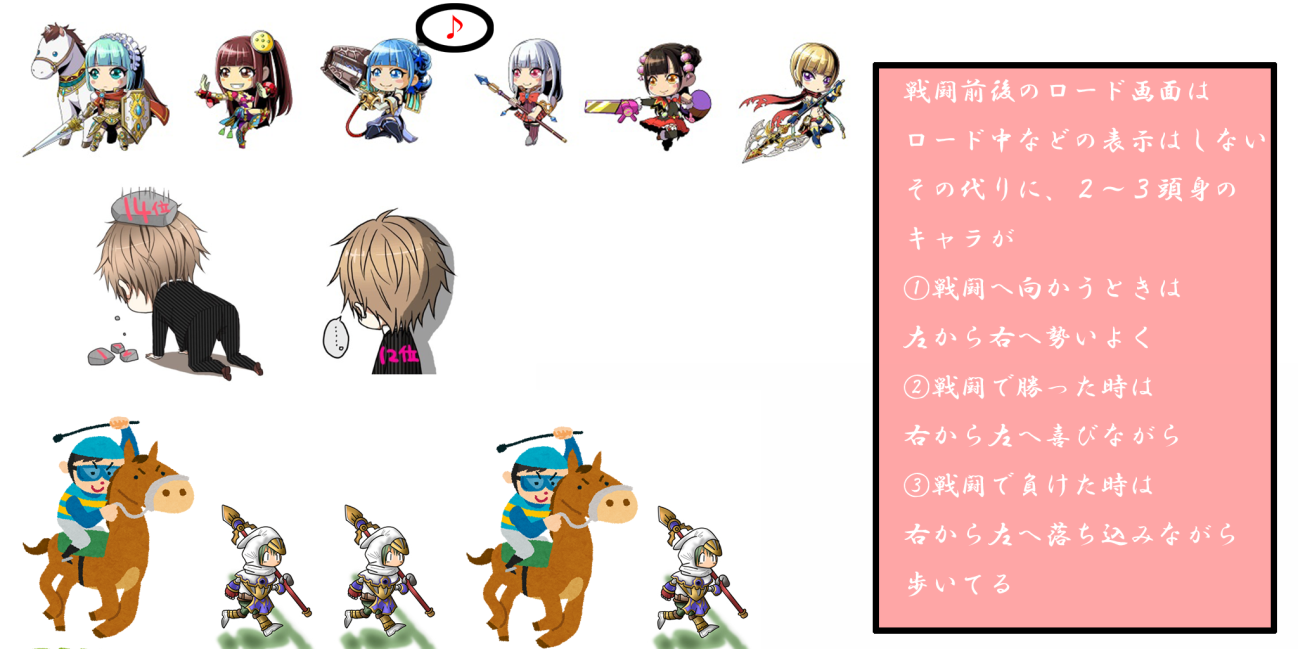 ♪
戦闘前後のロード画面は
ロード中などの表示はしない
その代りに、２～３頭身の
キャラが
①戦闘へ向かうときは
左から右へ勢いよく
②戦闘で勝った時は
右から左へ喜びながら
③戦闘で負けた時は
右から左へ落ち込みながら
歩いてる
14位
……
12位